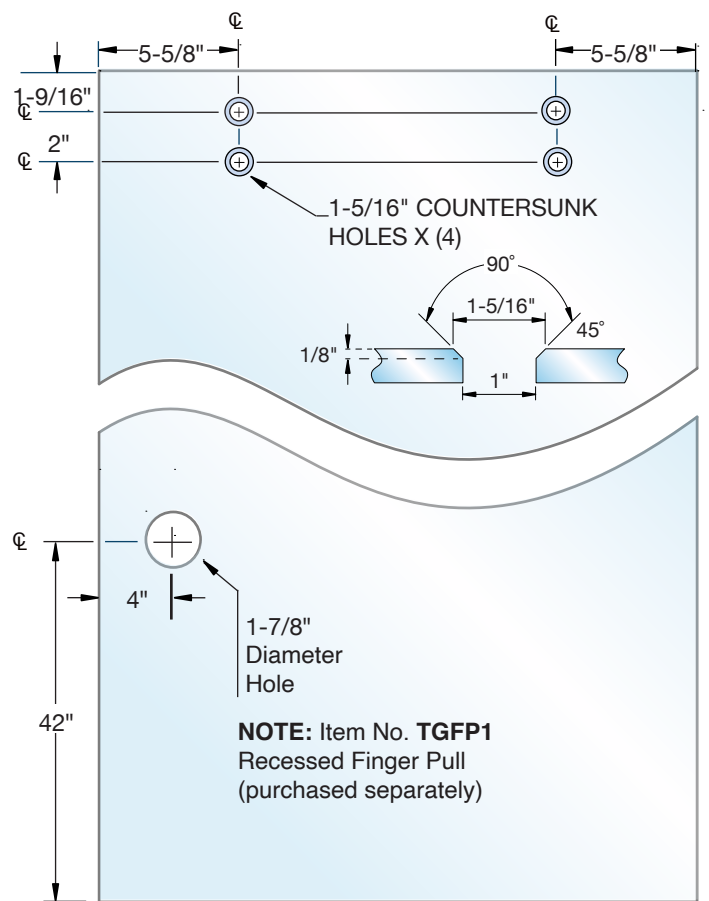 ℄ ℄
5-5/8" 5-5/8"
1-9/16"
℄
℄ 2"
1-5/16" COUNTERSUNK
HOLES X (4)
90°
1-5/16"
45°
1/8"
1"
℄
4"
1-7/8"
Diameter
Hole
42"
NOTE: Item No. TGFP1
Recessed Finger Pull
(purchased separately)